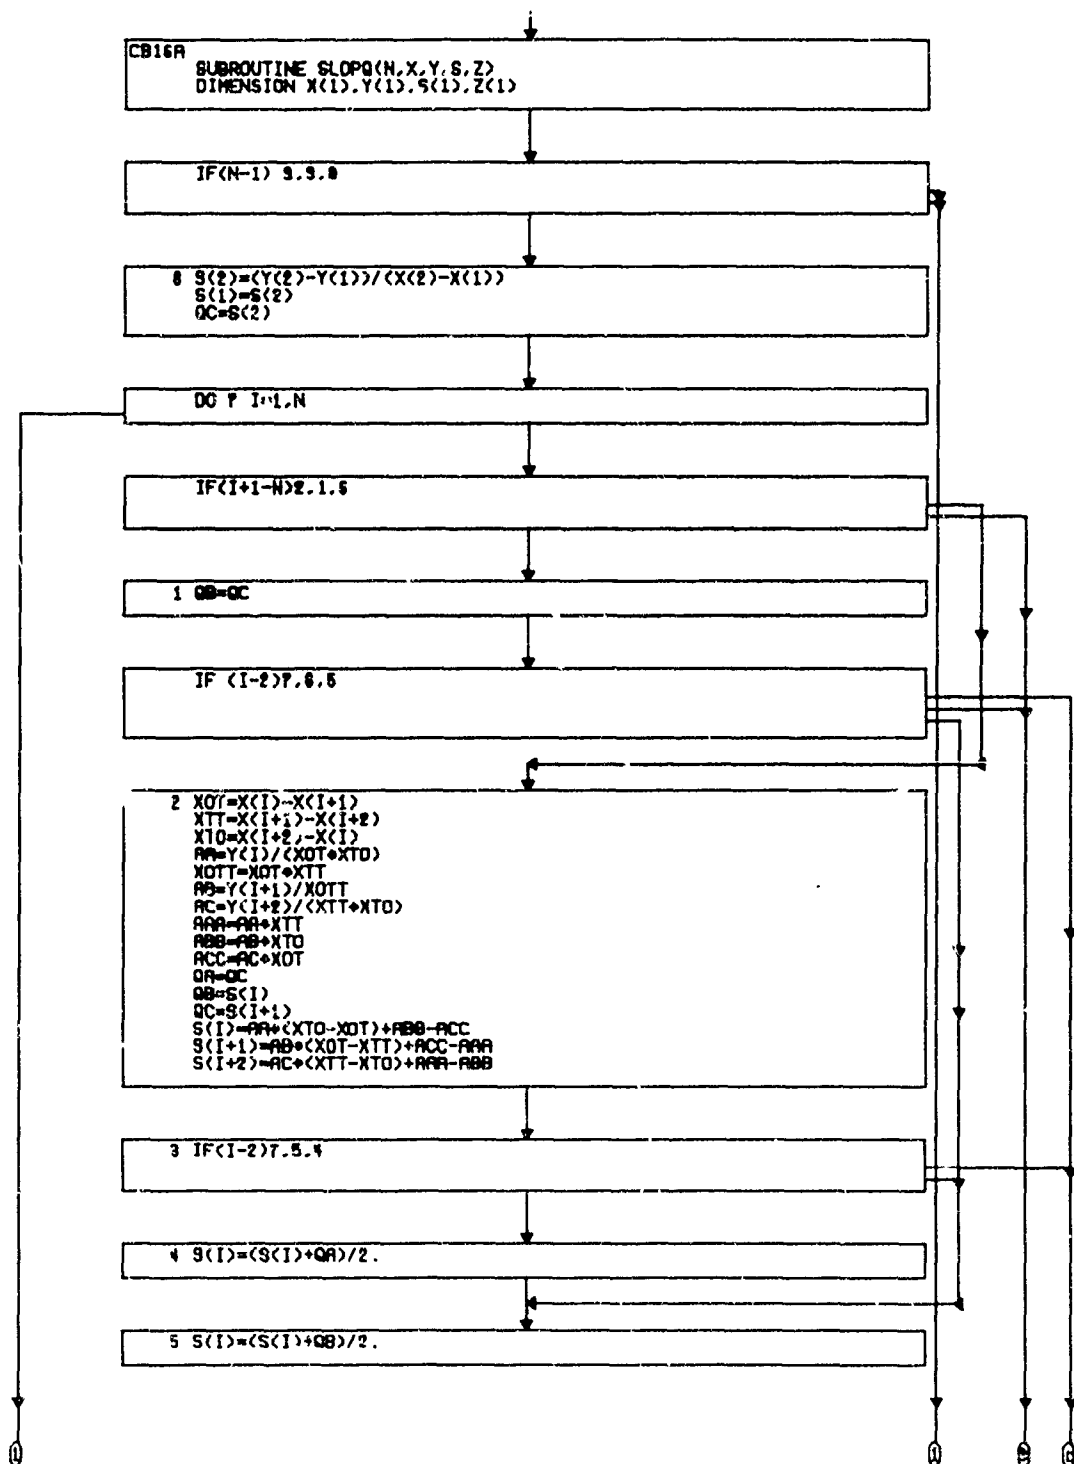 CB16A
SUBROUTINE SLOPQ(N,X,Y,S,Z)
DIMENSION X(1),Y(1),S(1),Z(1)
IF(N-1) 9,9,8
8 S(2)=(Y(2)-Y(1))/(X(2)-X(1))
S(1)=S(2)
QC=S(2)
DO 7 I=1,N
IF(I+1-N)2,1,6
1 QB=QC
IF (I-2)7,6,5
2 XOT=X(I)-X(I+1)
XTT=X(I+1)-X(I+2)
XTO=X(I+2)-X(I)
AA=Y(I)/(XOT*XTO)
XOTT=XOT*XTT
AB=Y(I+1)/XOTT
AC=Y(I+2)/(XTT*XTO)
AAA=AA*XTT
ABB=AB*XTO
ACC=AC*XOT
QA=QC
QB=S(I)
QC=S(I+1)
S(I)=AA*(XTO-XOT)+ABB-ACC
S(I+1)=AB*(XOT-XTT)+ACC-AAA
S(I+2)=AC*(XTT-XTO)+AAA-ABB
3 IF(I-2)7,5,4
4 S(I)=(S(I)+QA)/2.
5 S(I)=(S(I)+QB)/2.